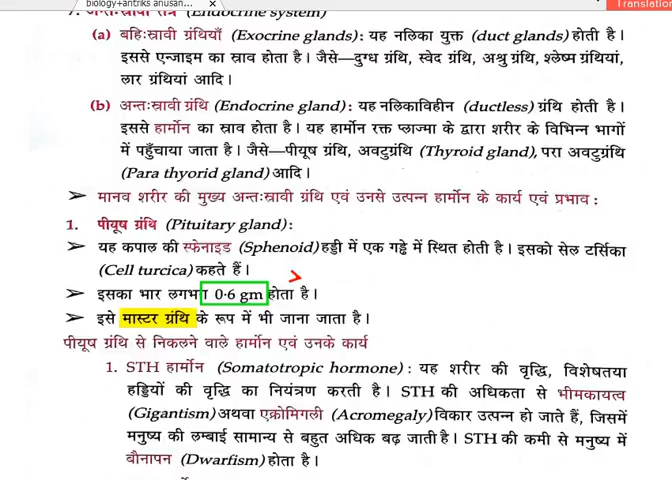 biology+antriks anusan...
Translation
7. अन्तःस्रावी तंत्र (Endocrine system)
(a) बहिःस्रावी ग्रंथियाँ (Exocrine glands) : यह नलिका युक्त (duct glands) होती है।
इससे एन्जाइम का स्राव होता है। जैसे—दुग्ध ग्रंथि, स्वेद ग्रंथि, अश्रु ग्रंथि, श्लेष्म ग्रंथियां,
लार ग्रंथियां आदि।
(b) अन्तःस्रावी ग्रंथि (Endocrine gland) : यह नलिकाविहीन (ductless) ग्रंथि होती है।
इससे हार्मोन का स्राव होता है। यह हार्मोन रक्त प्लाज्मा के द्वारा शरीर के विभिन्न भागों
में पहुँचाया जाता है। जैसे—पीयूष ग्रंथि, अवटुग्रंथि (Thyroid gland), परा अवटुग्रंथि
(Para thyorid gland) आदि।
➢ मानव शरीर की मुख्य अन्तःस्रावी ग्रंथि एवं उनसे उत्पन्न हार्मोन के कार्य एवं प्रभाव :
1. पीयूष ग्रंथि (Pituitary gland) :
➢ यह कपाल की स्फेनाइड (Sphenoid) हड्डी में एक गड्ढे में स्थित होती है। इसको सेल टर्सिका
(Cell turcica) कहते हैं।
➢ इसका भार लगभग 0·6 gm होता है।
➢ इसे मास्टर ग्रंथि के रूप में भी जाना जाता है।
पीयूष ग्रंथि से निकलने वाले हार्मोन एवं उनके कार्य
1. STH हार्मोन (Somatotropic hormone) : यह शरीर की वृद्धि, विशेषतया
हड्डियों की वृद्धि का नियंत्रण करती है। STH की अधिकता से भीमकायत्व
(Gigantism) अथवा एक्रोमिगली (Acromegaly) विकार उत्पन्न हो जाते हैं, जिसमें
मनुष्य की लम्बाई सामान्य से बहुत अधिक बढ़ जाती है। STH की कमी से मनुष्य में
बौनापन (Dwarfism) होता है।